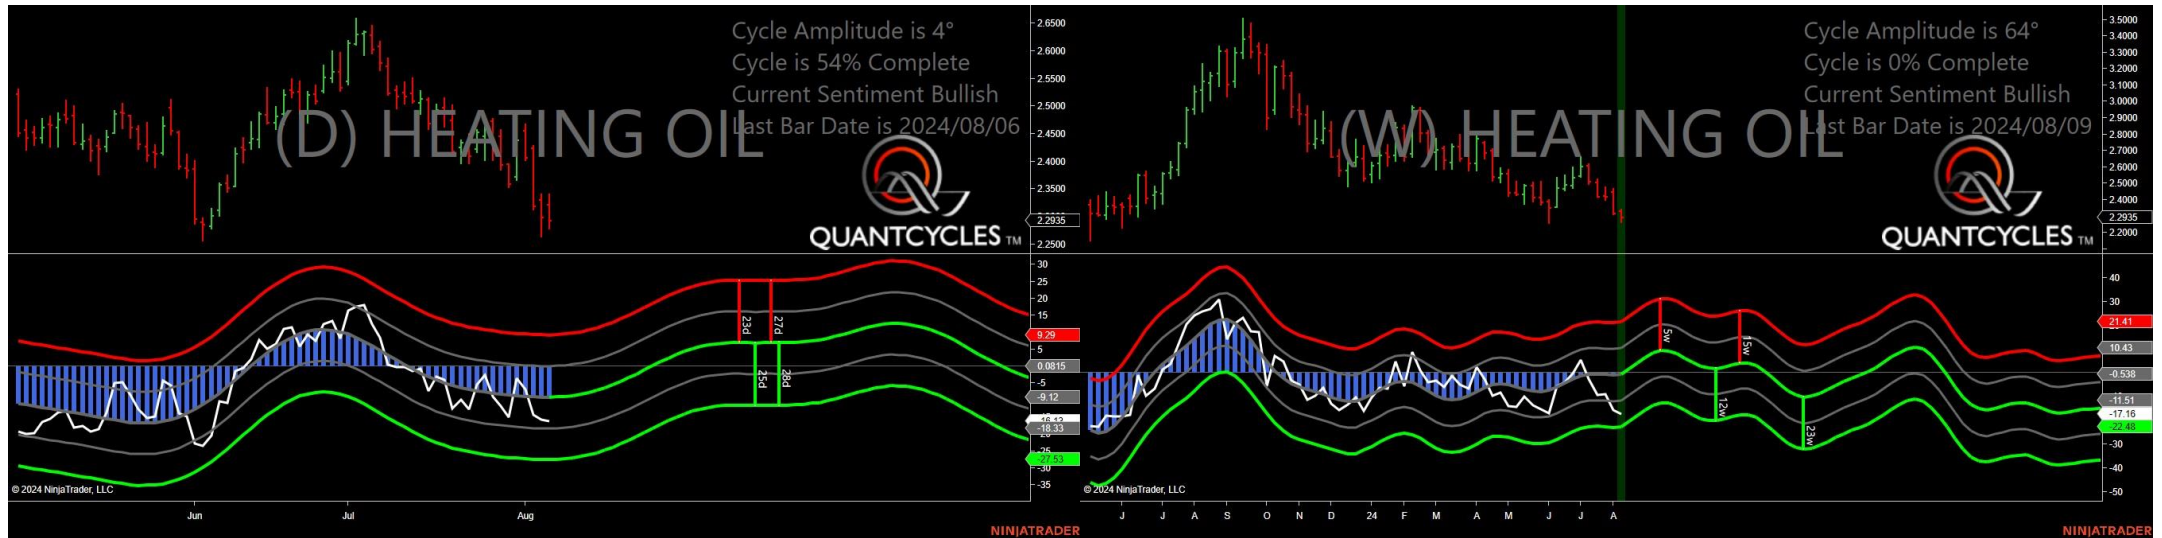 Cycle Amplitude is 4°
Cycle is 54% Complete
Current Sentiment Bullish
Last Bar Date is 2024/08/06
(D) HEATING OIL
QUANTCYCLES TM
2.6500
2.6000
2.5500
2.5000
2.4500
2.4000
2.3500
2.2935
2.2500
30
25
20
15
9.29
5
0.0815
-5
-9.12
-18.33
-27.53
-30
-35
23d
27d
25d
28d
© 2024 NinjaTrader, LLC
Jun
Jul
Aug
NINJATRADER
Cycle Amplitude is 64°
Cycle is 0% Complete
Current Sentiment Bullish
Last Bar Date is 2024/08/09
(W) HEATING OIL
QUANTCYCLES TM
3.5000
3.4000
3.3000
3.2000
3.1000
3.0000
2.9000
2.8000
2.7000
2.6000
2.5000
2.4000
2.2935
2.2000
40
30
21.41
10.43
-0.538
-11.51
-17.16
-22.48
-30
-40
-50
5w
15w
12w
23w
© 2024 NinjaTrader, LLC
J
J
A
S
O
N
D
24
F
M
A
M
J
J
A
NINJATRADER